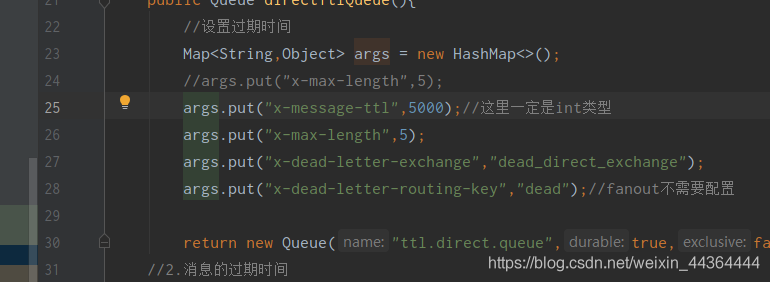 21 public Queue directTtlQueue(){
22 //设置过期时间
23 Map<String,Object> args = new HashMap<>();
24 //args.put("x-max-length",5);
25 args.put("x-message-ttl",5000);//这里一定是int类型
26 args.put("x-max-length",5);
27 args.put("x-dead-letter-exchange","dead_direct_exchange");
28 args.put("x-dead-letter-routing-key","dead");//fanout不需要配置
29
30 return new Queue( name: "ttl.direct.queue", durable: true, exclusive: fa
31 //2.消息的过期时间
https://blog.csdn.net/weixin_44364444